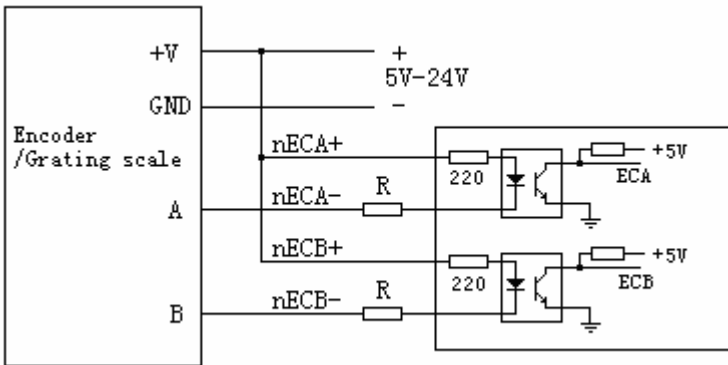 +V
+
5V-24V
GND
-
Encoder
/Grating scale
nECA+
220
+5V
ECA
nECA-
R
A
nECB+
220
+5V
ECB
nECB-
R
B